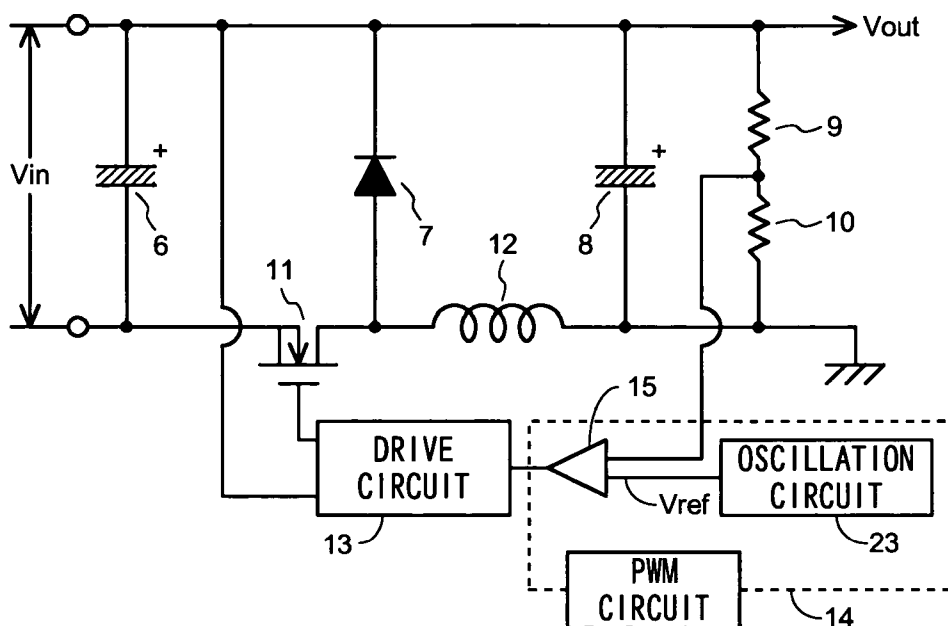 Vout
9
+
+
Vin
6
7
8
10
11
12
15
DRIVE
CIRCUIT
OSCILLATION
CIRCUIT
Vref
13
23
PWM
CIRCUIT
14